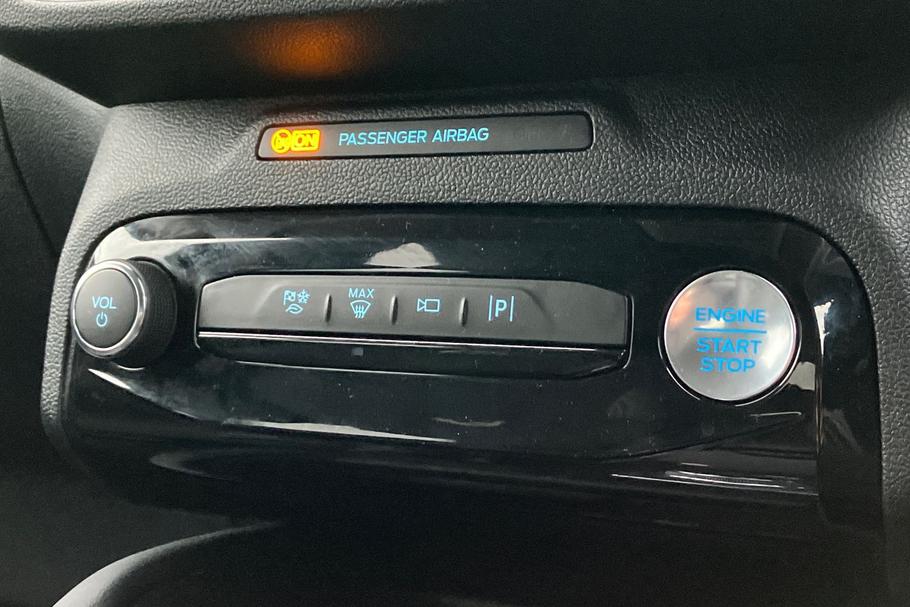 ON PASSENGER AIRBAG
VOL
MAX
P
ENGINE
START
STOP